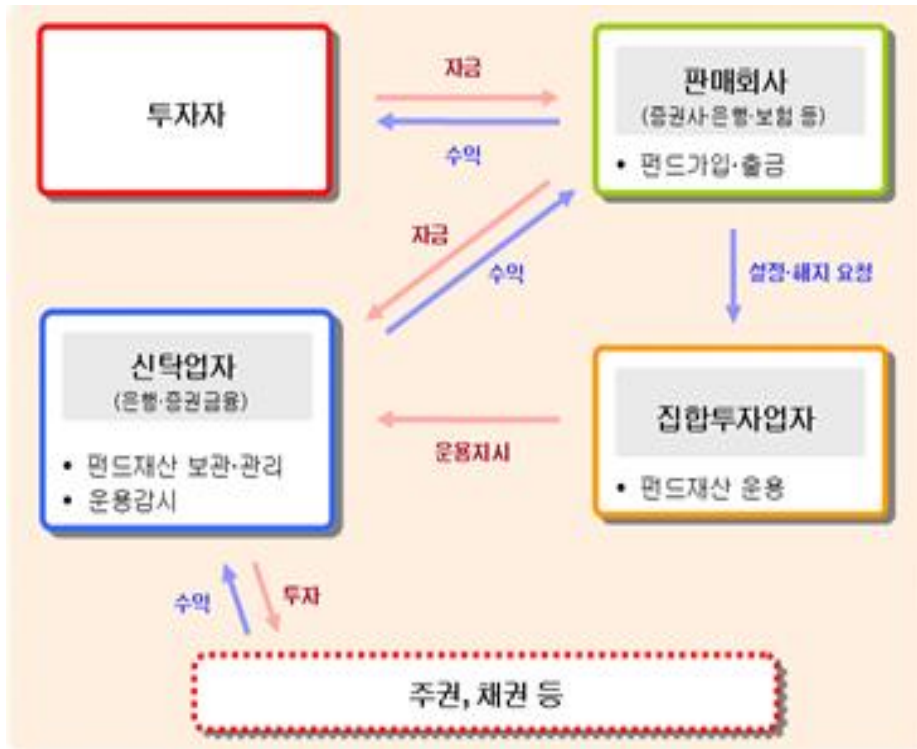 투자자
자금
수익
판매회사
(증권사·은행·보험 등)
• 펀드가입·출금
자금
수익
설정·해지 요청
신탁업자
(은행·증권금융)
• 펀드재산 보관·관리
• 운용감시
운용지시
집합투자업자
• 펀드재산 운용
수익
투자
주권, 채권 등